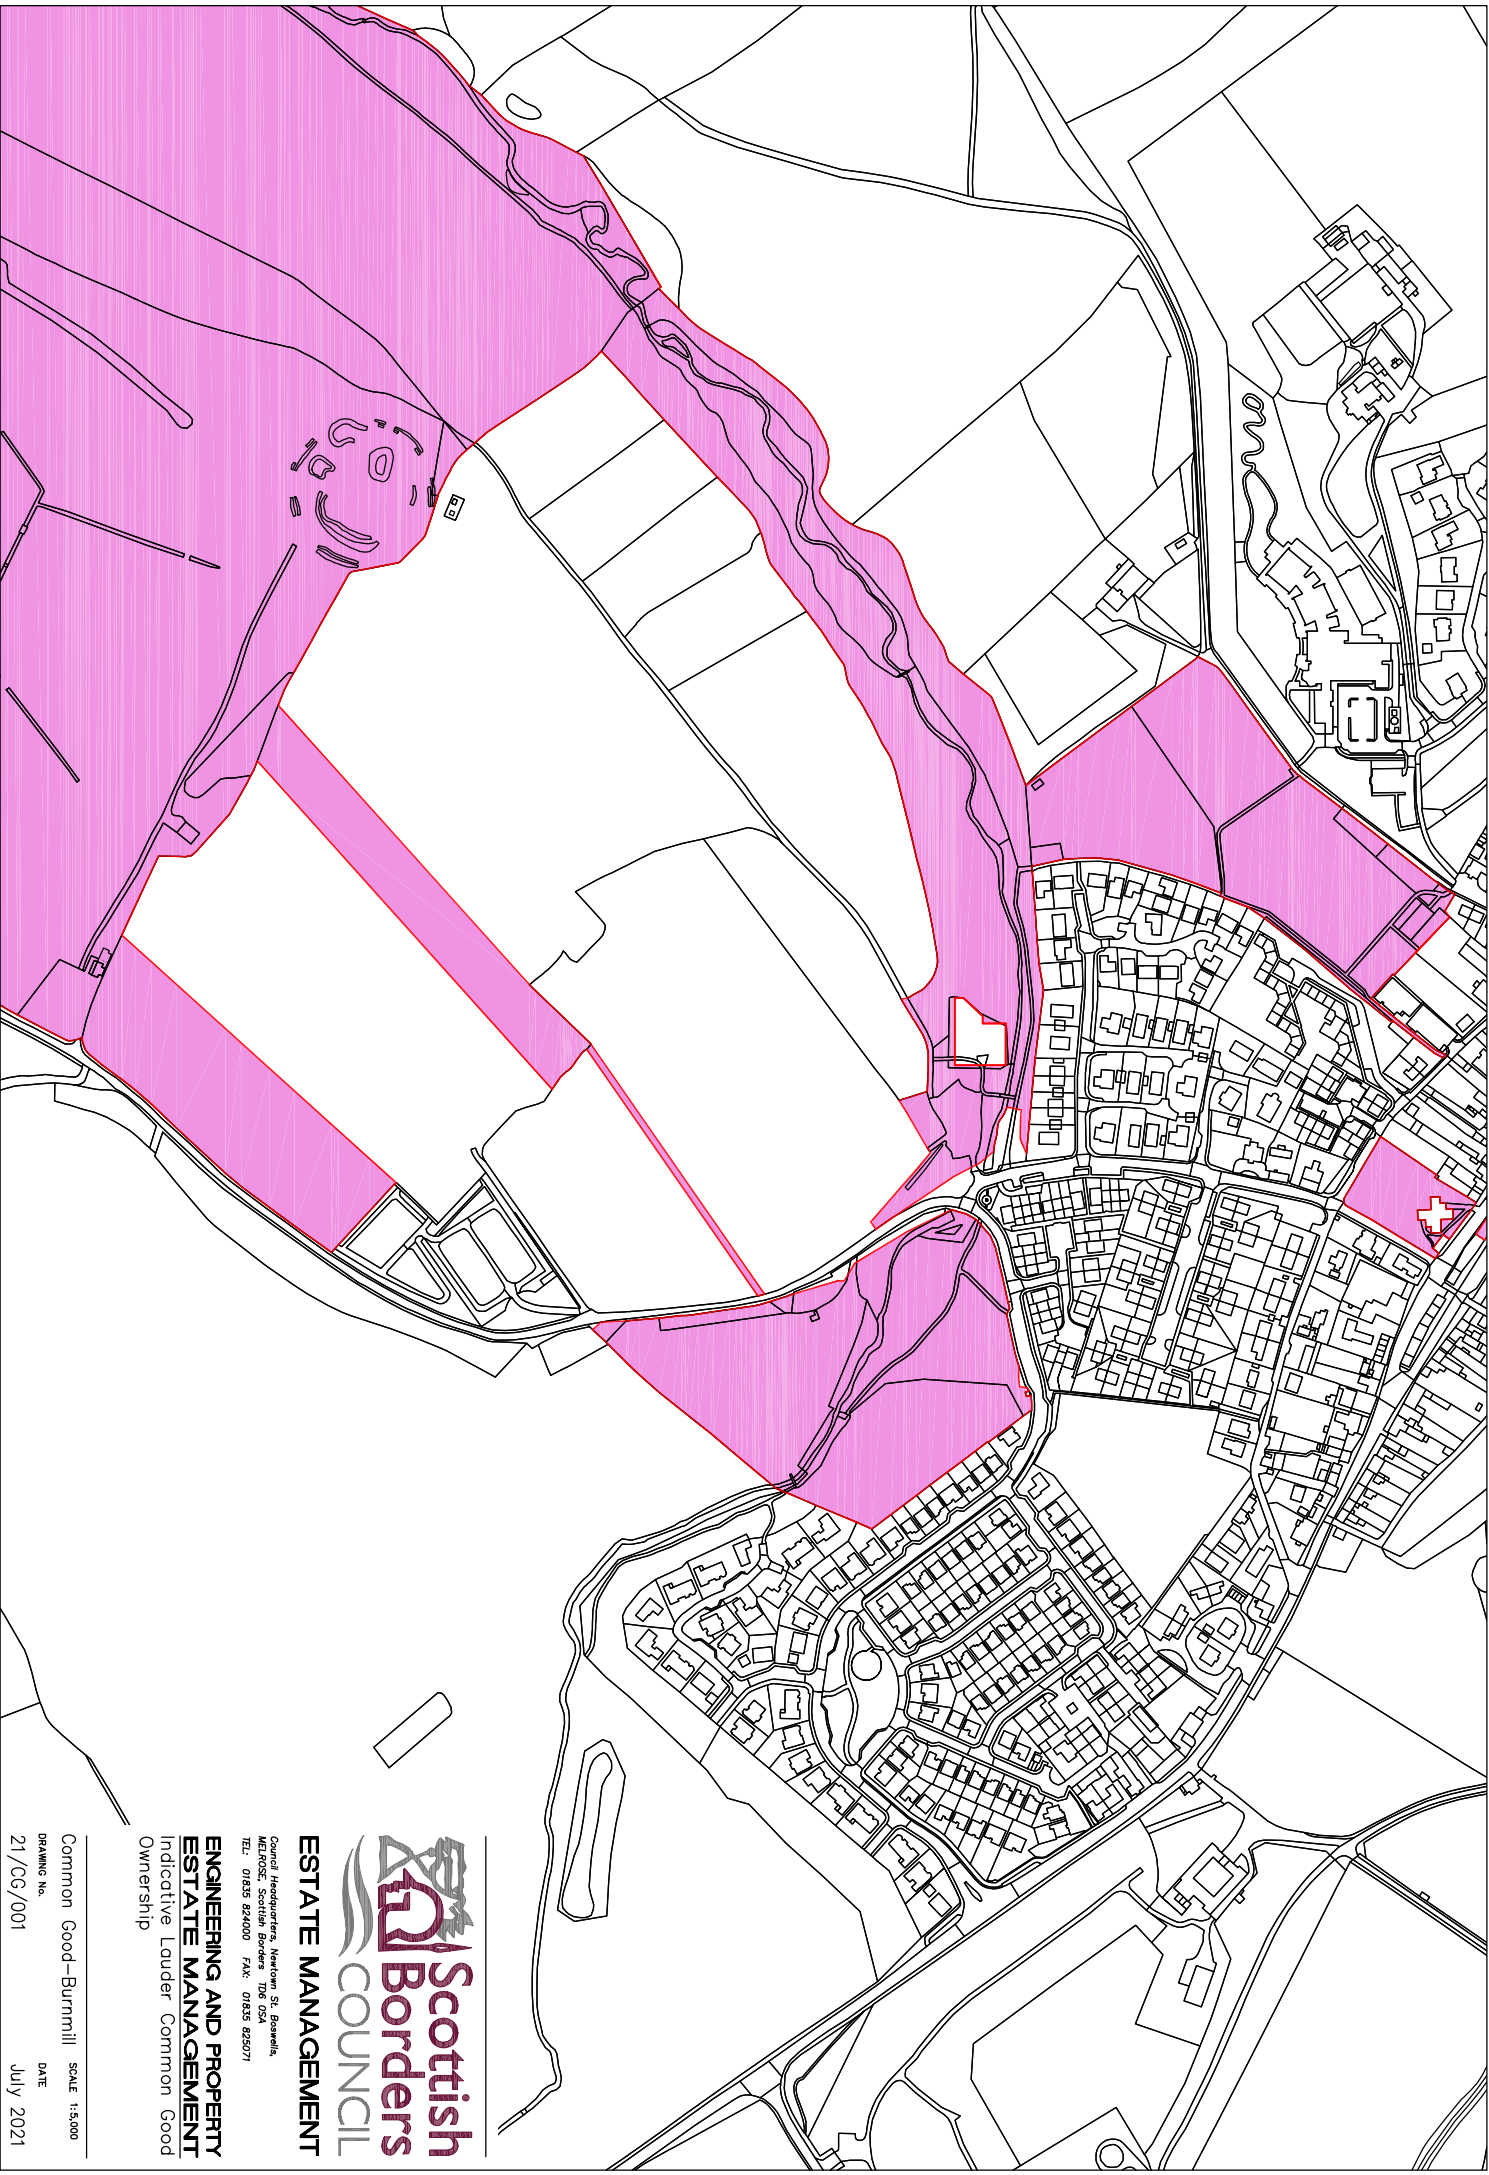 Scottish
Borders
COUNCIL
ESTATE MANAGEMENT
Council Headquarters, Newtown St. Boswells,
MELROSE, Scottish Borders TD6 0SA
TEL: 01835 824000 FAX: 01835 825071
ENGINEERING AND PROPERTY
ESTATE MANAGEMENT
Indicative Lauder Common Good
Ownership
Common Good-Burnmill SCALE 1:5,000
DRAWING No. DATE
21/CG/001 July 2021